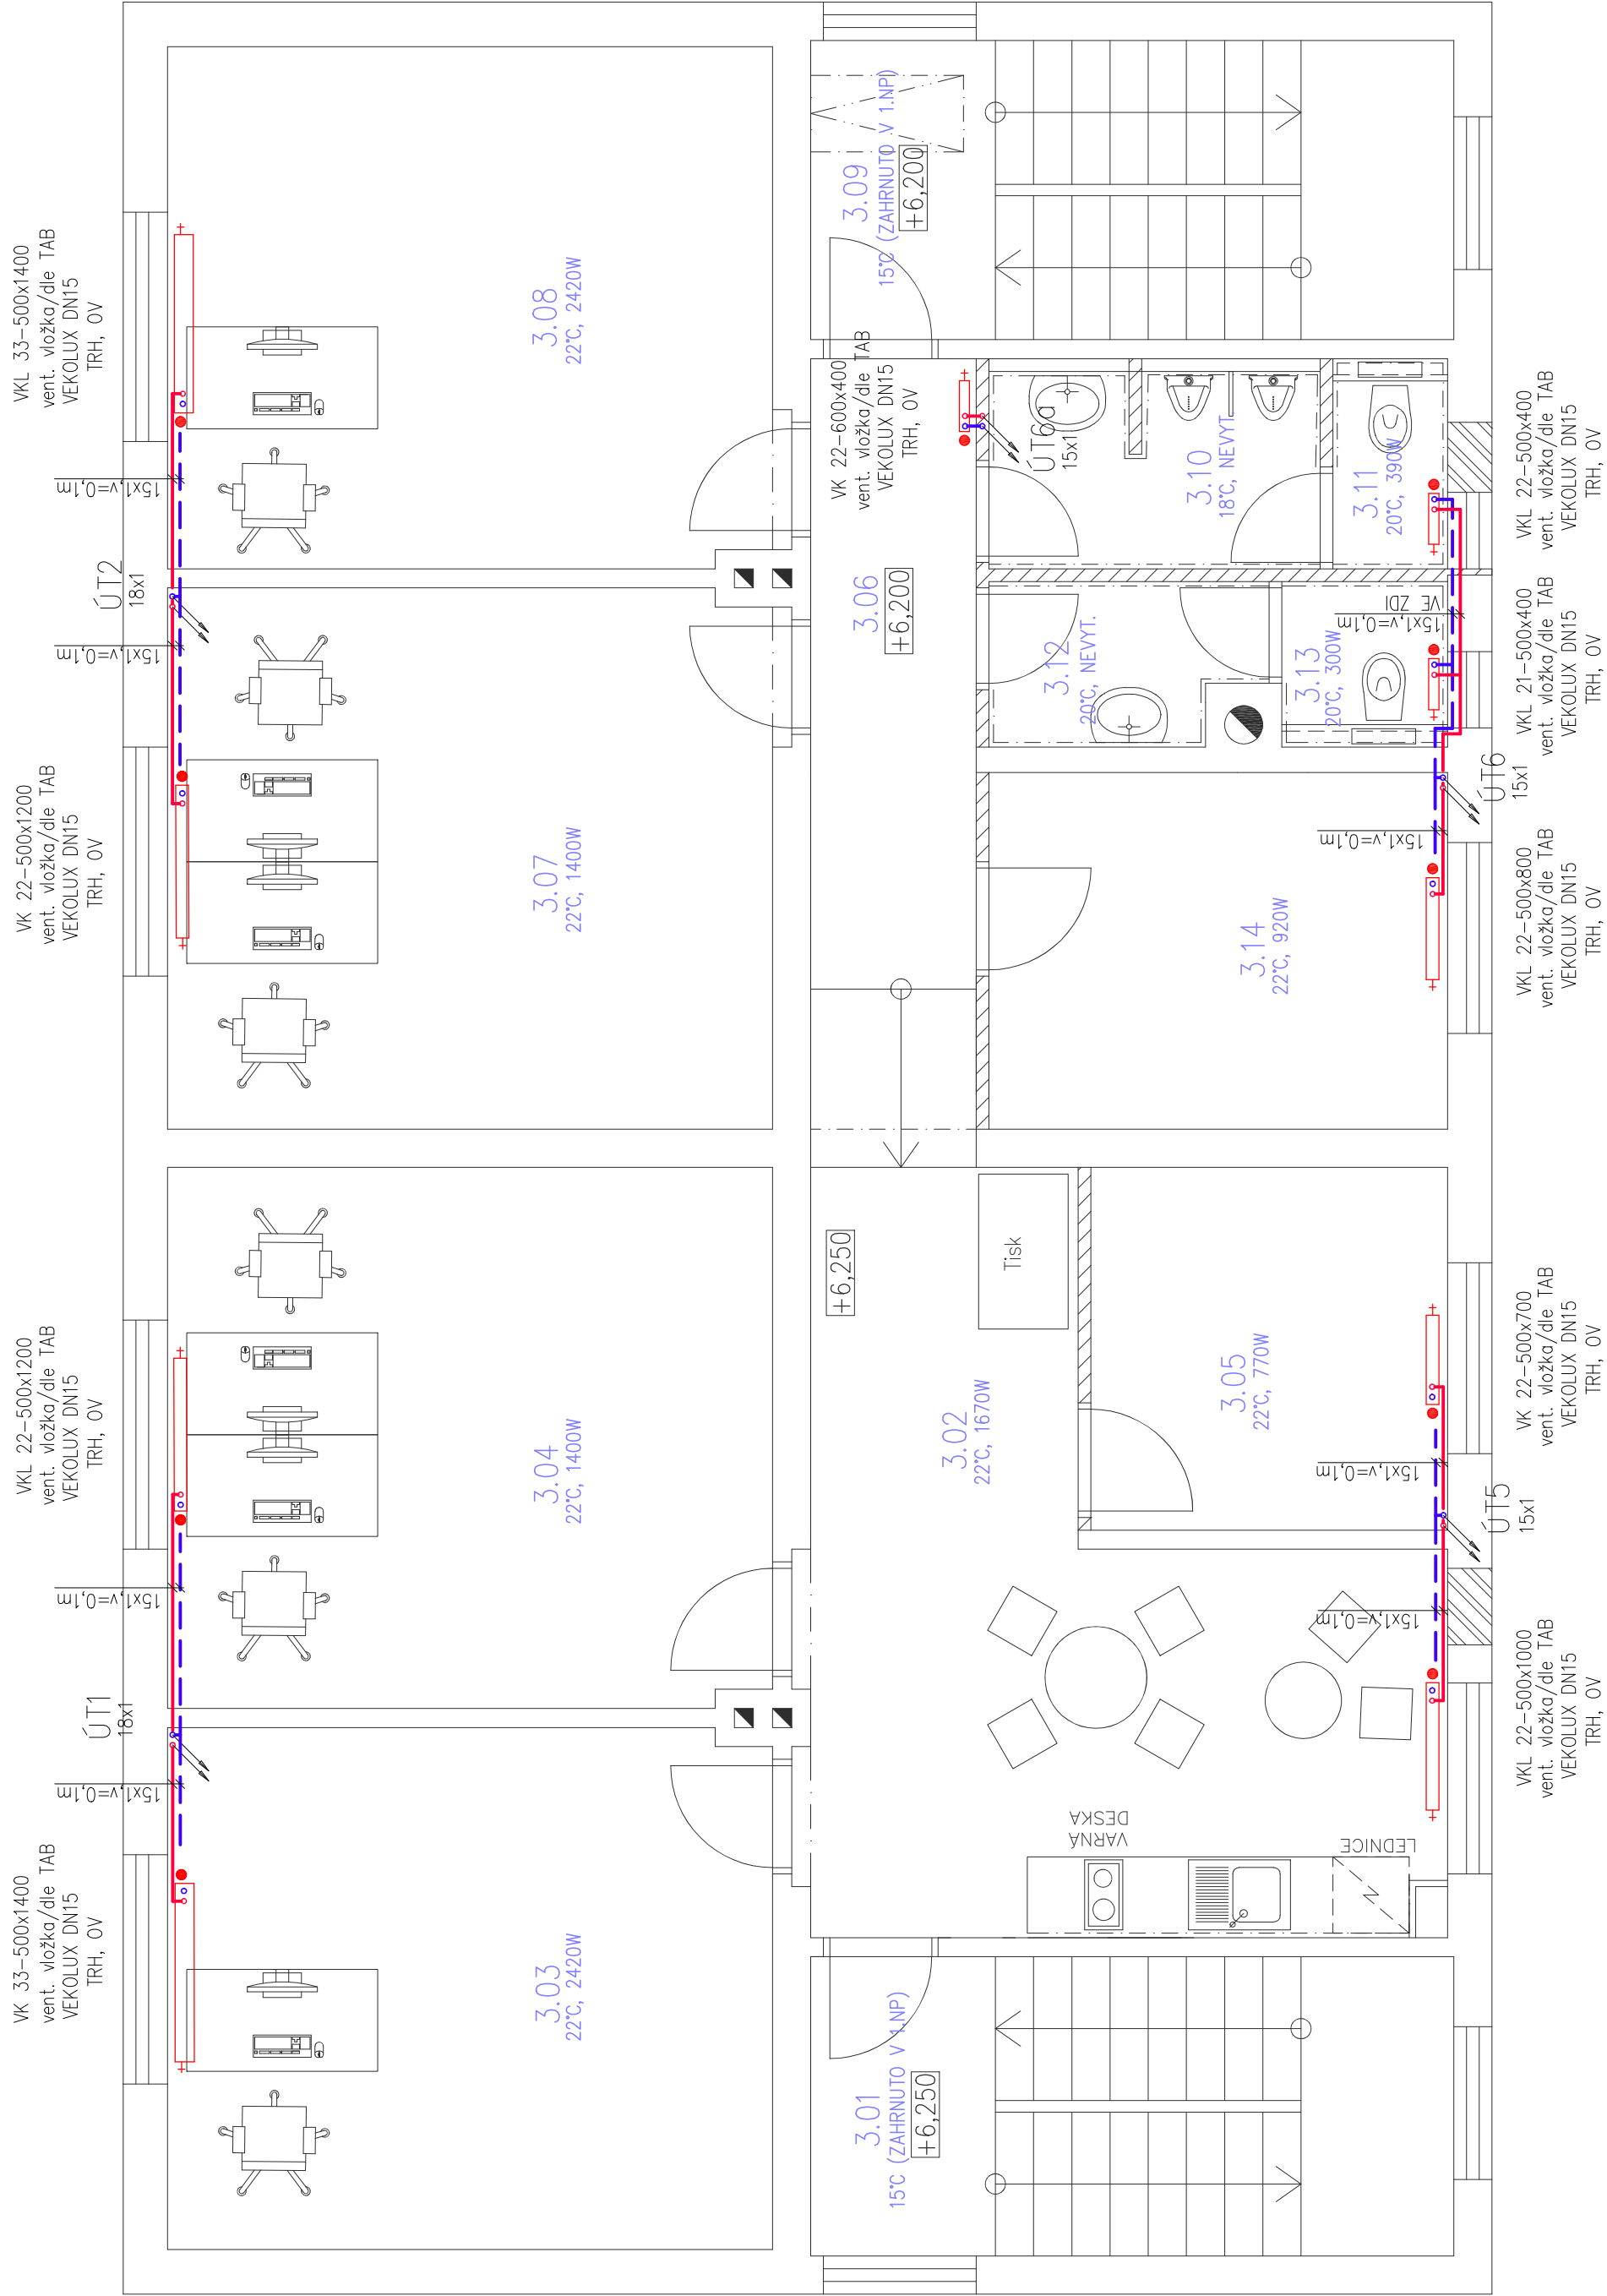 VK 33-500x1400
vent. vložka/dle TAB
VEKOLUX DN15
TRH, OV
ÚT1
18x1
VKL 22-500x1200
vent. vložka/dle TAB
VEKOLUX DN15
TRH, OV
VK 22-500x1200
vent. vložka/dle TAB
VEKOLUX DN15
TRH, OV
ÚT2
18x1
VKL 33-500x1400
vent. vložka/dle TAB
VEKOLUX DN15
TRH, OV
15x1,v=0,1m
15x1,v=0,1m
15x1,v=0,1m
15x1,v=0,1m
3.03
22°C, 2420W
3.04
22°C, 1400W
3.07
22°C, 1400W
3.08
22°C, 2420W
3.01
15°C (ZAHRNUTO V 1.NP)
+6,250
+6,250
3.06
+6,200
VK 22-600x400
vent. vložka/dle TAB
VEKOLUX DN15
TRH, OV
3.09
15°C (ZAHRNUTO V 1.NP)
+6,200
3.02
22°C, 1670W
Tisk
ÚT6a
15x1
VARNÁ
DESKA
LEDNICE
3.05
22°C, 770W
3.14
22°C, 920W
3.12
20°C, NEVYT.
3.10
18°C, NEVYT.
3.13
20°C, 300W
3.11
20°C, 390W
15x1,v=0,1m
15x1,v=0,1m
15x1,v=0,1m
15x1,v=0,1m
VE ZDI
ÚT5
15x1
ÚT6
15x1
VKL 22-500x1000
vent. vložka/dle TAB
VEKOLUX DN15
TRH, OV
VK 22-500x700
vent. vložka/dle TAB
VEKOLUX DN15
TRH, OV
VKL 22-500x800
vent. vložka/dle TAB
VEKOLUX DN15
TRH, OV
VKL 21-500x400
vent. vložka/dle TAB
VEKOLUX DN15
TRH, OV
VKL 22-500x400
vent. vložka/dle TAB
VEKOLUX DN15
TRH, OV